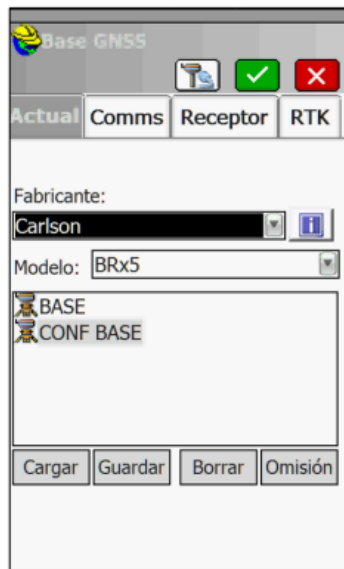 Base GNSS
Actual Comms Receptor RTK
Fabricante:
Carlson
Modelo: BRx5
BASE
CONF BASE
Cargar Guardar Borrar Omisión